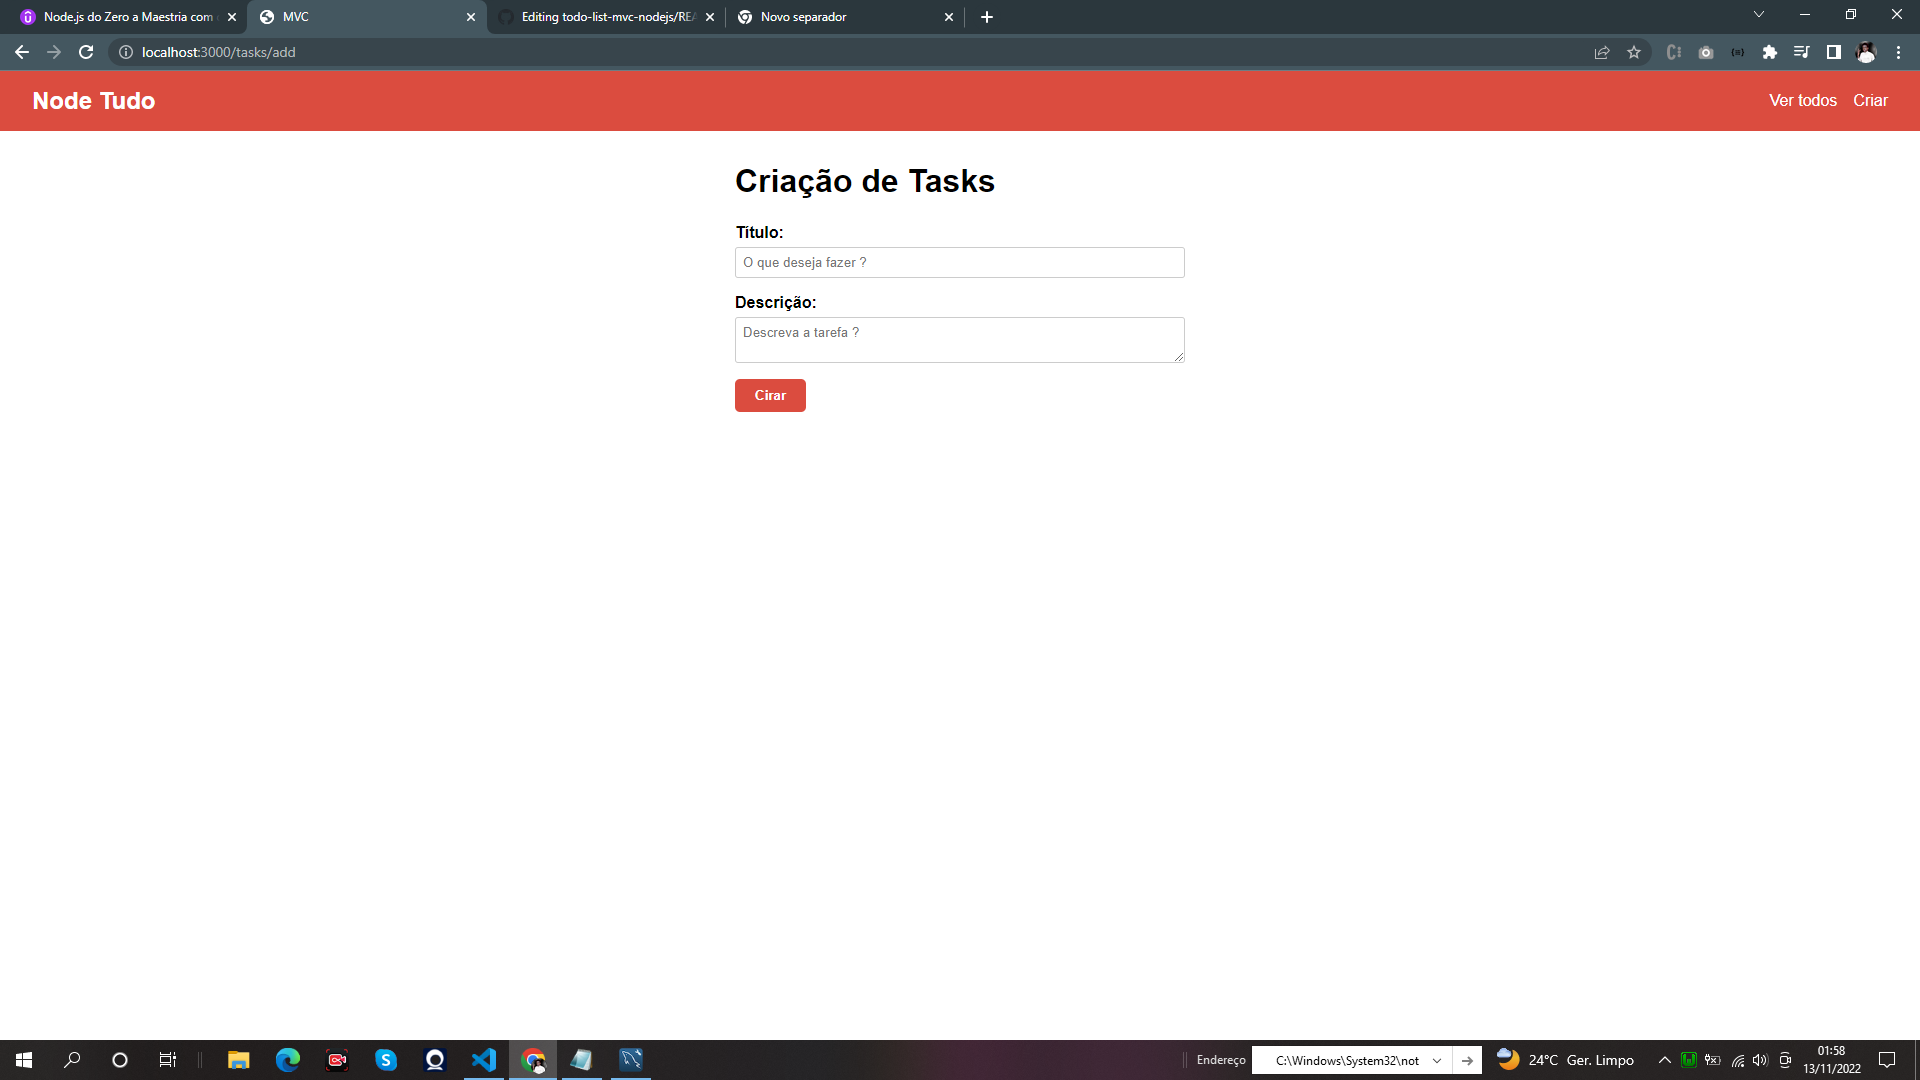 Node.js do Zero a Maestria com
MVC
Editing todo-list-mvc-nodejs/REA
Novo separador
localhost:3000/tasks/add
Node Tudo
Ver todos
Criar
Criação de Tasks
Título:
O que deseja fazer ?
Descrição:
Descreva a tarefa ?
Cirar
Endereço
C:\Windows\System32\not
24°C Ger. Limpo
01:58
13/11/2022